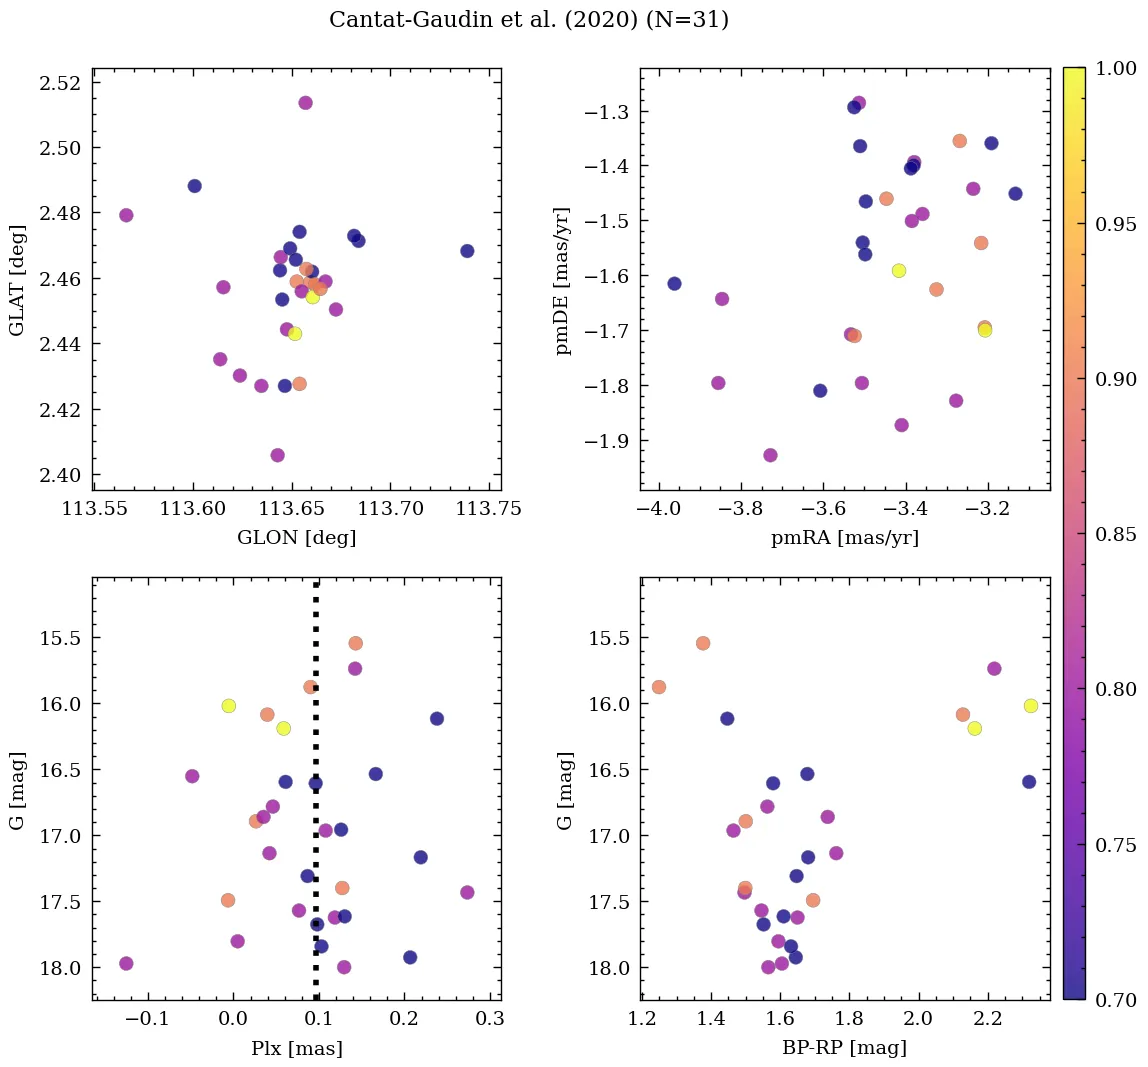 Cantat-Gaudin et al. (2020) (N=31)
2.52
2.50
2.48
2.46
2.44
2.42
2.40
GLAT [deg]
113.55 113.60 113.65 113.70 113.75
GLON [deg]
−1.3
−1.4
−1.5
−1.6
−1.7
−1.8
−1.9
pmDE [mas/yr]
−4.0 −3.8 −3.6 −3.4 −3.2
pmRA [mas/yr]
1.00
0.95
0.90
0.85
0.80
0.75
0.70
15.5
16.0
16.5
17.0
17.5
18.0
G [mag]
−0.1 0.0 0.1 0.2 0.3
Plx [mas]
15.5
16.0
16.5
17.0
17.5
18.0
G [mag]
1.2 1.4 1.6 1.8 2.0 2.2
BP-RP [mag]